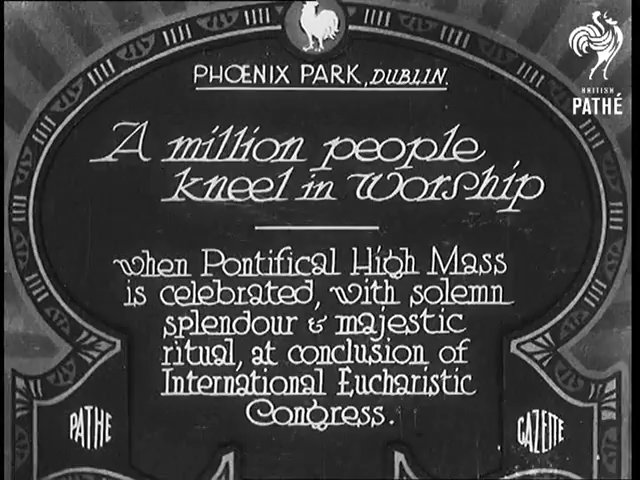 PHOENIX PARK, DUBLIN.
BRITISH
PATHÉ
A million people
kneel in Worship
when Pontifical High Mass
is celebrated, with solemn
splendour & majestic
ritual, at conclusion of
International Eucharistic
Congress.
PATHE
GAZETTE